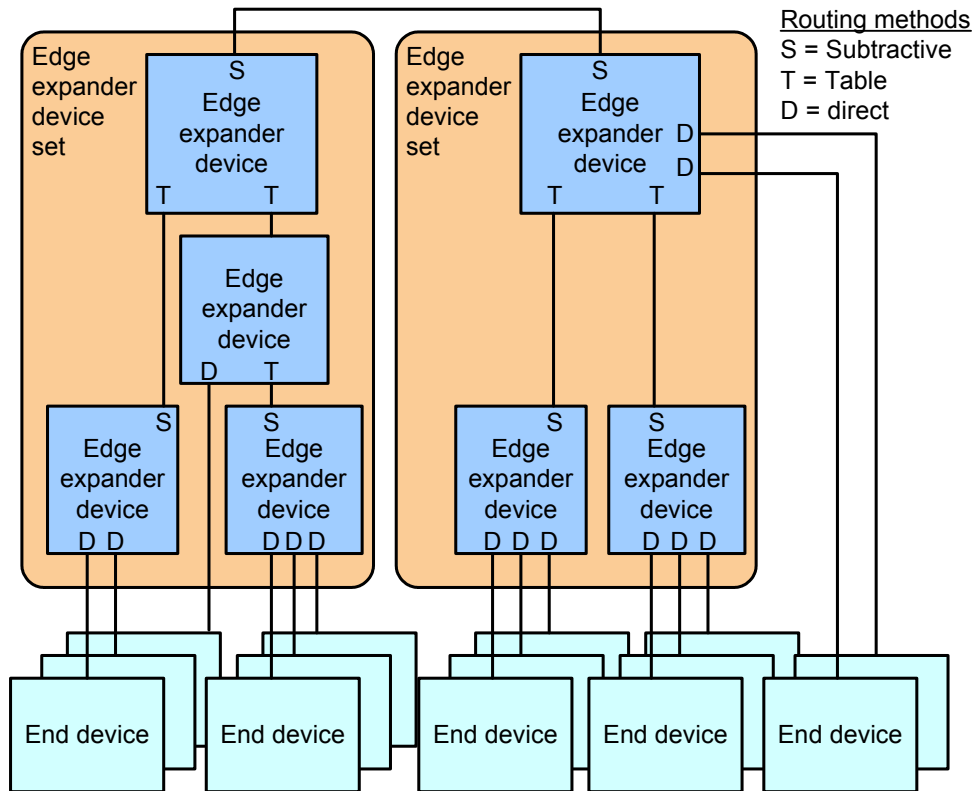 Routing methods
S = Subtractive
T = Table
D = direct
Edge
expander
device
set
S
Edge
expander
device
T T
Edge
expander
device
D T
S
Edge
expander
device
D D
S
Edge
expander
device
D D D
Edge
expander
device
set
S
Edge
expander
device
D
D
T T
S
Edge
expander
device
D D D
S
Edge
expander
device
D D D
End device
End device
End device
End device
End device